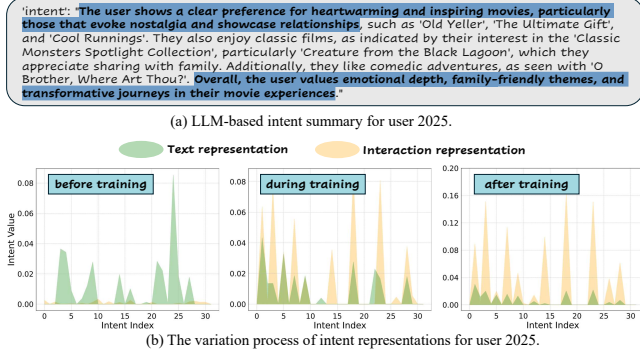 'intent': "The user shows a clear preference for heartwarming and inspiring movies, particularly
those that evoke nostalgia and showcase relationships, such as 'Old Yeller', 'The Ultimate Gift',
and 'Cool Runnings'. They also enjoy classic films, as indicated by their interest in the 'Classic
Monsters Spotlight Collection', particularly 'Creature from the Black Lagoon', which they
appreciate sharing with family. Additionally, they like comedic adventures, as seen with 'O
Brother, Where Art Thou?'. Overall, the user values emotional depth, family-friendly themes, and
transformative journeys in their movie experiences."
(a) LLM-based intent summary for user 2025.
Text representation Interaction representation
before training during training after training
Intent Value
0.08
0.06
0.04
0.02
0.00
0 5 10 15 20 25 30
Intent Index
0.08
0.06
0.04
0.02
0.00
0 5 10 15 20 25 30
Intent Index
0.20
0.16
0.12
0.08
0.04
0.00
0 5 10 15 20 25 30
Intent Index
(b) The variation process of intent representations for user 2025.